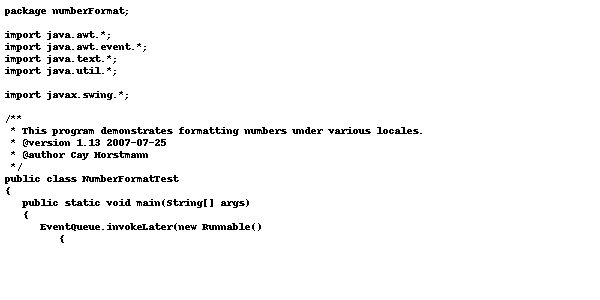 package numberFormat;

import java.awt.*;
import java.awt.event.*;
import java.text.*;
import java.util.*;

import javax.swing.*;

/**
 * This program demonstrates formatting numbers under various locales.
 * @version 1.13 2007-07-25
 * @author Cay Horstmann
 */
public class NumberFormatTest
{
   public static void main(String[] args)
   {
      EventQueue.invokeLater(new Runnable()
         {